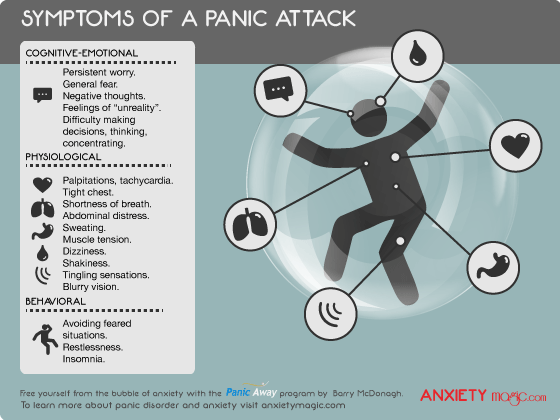 SYMPTOMS OF A PANIC ATTACK
COGNITIVE-EMOTIONAL
Persistent worry.
General fear.
Negative thoughts.
Feelings of “unreality”.
Difficulty making
decisions, thinking,
concentrating.
PHYSIOLOGICAL
Palpitations, tachycardia.
Tight chest.
Shortness of breath.
Abdominal distress.
Sweating.
Muscle tension.
Dizziness.
Shakiness.
Tingling sensations.
Blurry vision.
BEHAVIORAL
Avoiding feared
situations.
Restlessness.
Insomnia.
Free yourself from the bubble of anxiety with the Panic Away program by Barry McDonagh.
To learn more about panic disorder and anxiety visit anxietymagic.com
ANXIETY magic.com